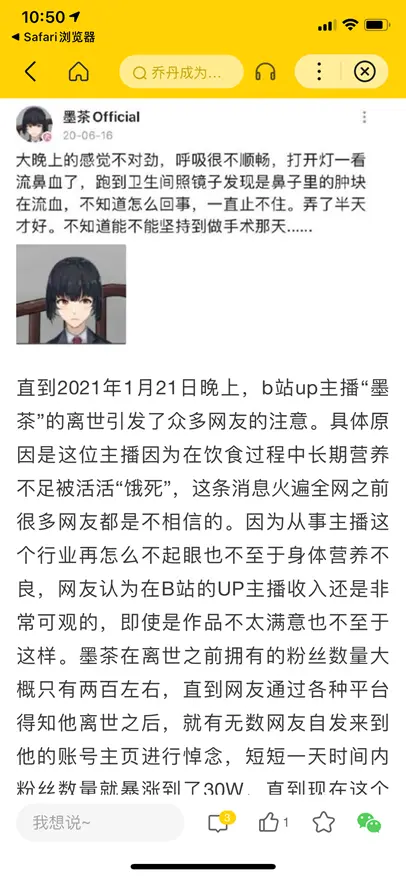 10:50
Safari浏览器
乔丹成为...
墨茶Official
20-06-16
大晚上的感觉不对劲，呼吸很不顺畅，打开灯一看
流鼻血了，跑到卫生间照镜子发现是鼻子里的肿块
在流血，不知道怎么回事，一直止不住。弄了半天
才好。不知道能不能坚持到做手术那天......
直到2021年1月21日晚上，b站up主播“墨
茶”的离世引发了众多网友的注意。具体原
因是这位主播因为在饮食过程中长期营养
不足被活活“饿死”，这条消息火遍全网之前
很多网友都是不相信的。因为从事主播这
个行业再怎么不起眼也不至于身体营养不
良，网友认为在B站的UP主播收入还是非
常可观的，即使是作品不太满意也不至于
这样。墨茶在离世之前拥有的粉丝数量大
概只有两百左右，直到网友通过各种平台
得知他离世之后，就有无数网友自发来到
他的账号主页进行悼念，短短一天时间内
粉丝数量就暴涨到了30W，直到现在这个
我想说~
3
1